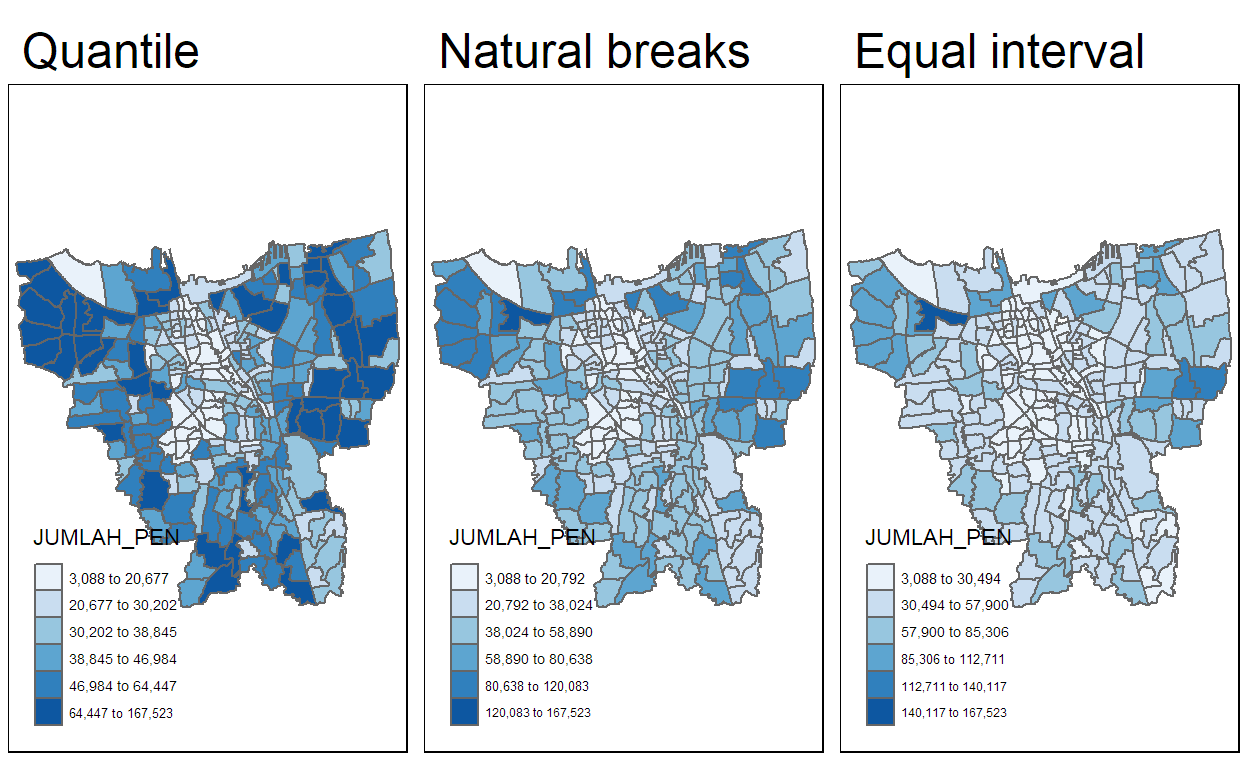 Quantile
JUMLAH_PEN
3,088 to 20,677
20,677 to 30,202
30,202 to 38,845
38,845 to 46,984
46,984 to 64,447
64,447 to 167,523
Natural breaks
JUMLAH_PEN
3,088 to 20,792
20,792 to 38,024
38,024 to 58,890
58,890 to 80,638
80,638 to 120,083
120,083 to 167,523
Equal interval
JUMLAH_PEN
3,088 to 30,494
30,494 to 57,900
57,900 to 85,306
85,306 to 112,711
112,711 to 140,117
140,117 to 167,523